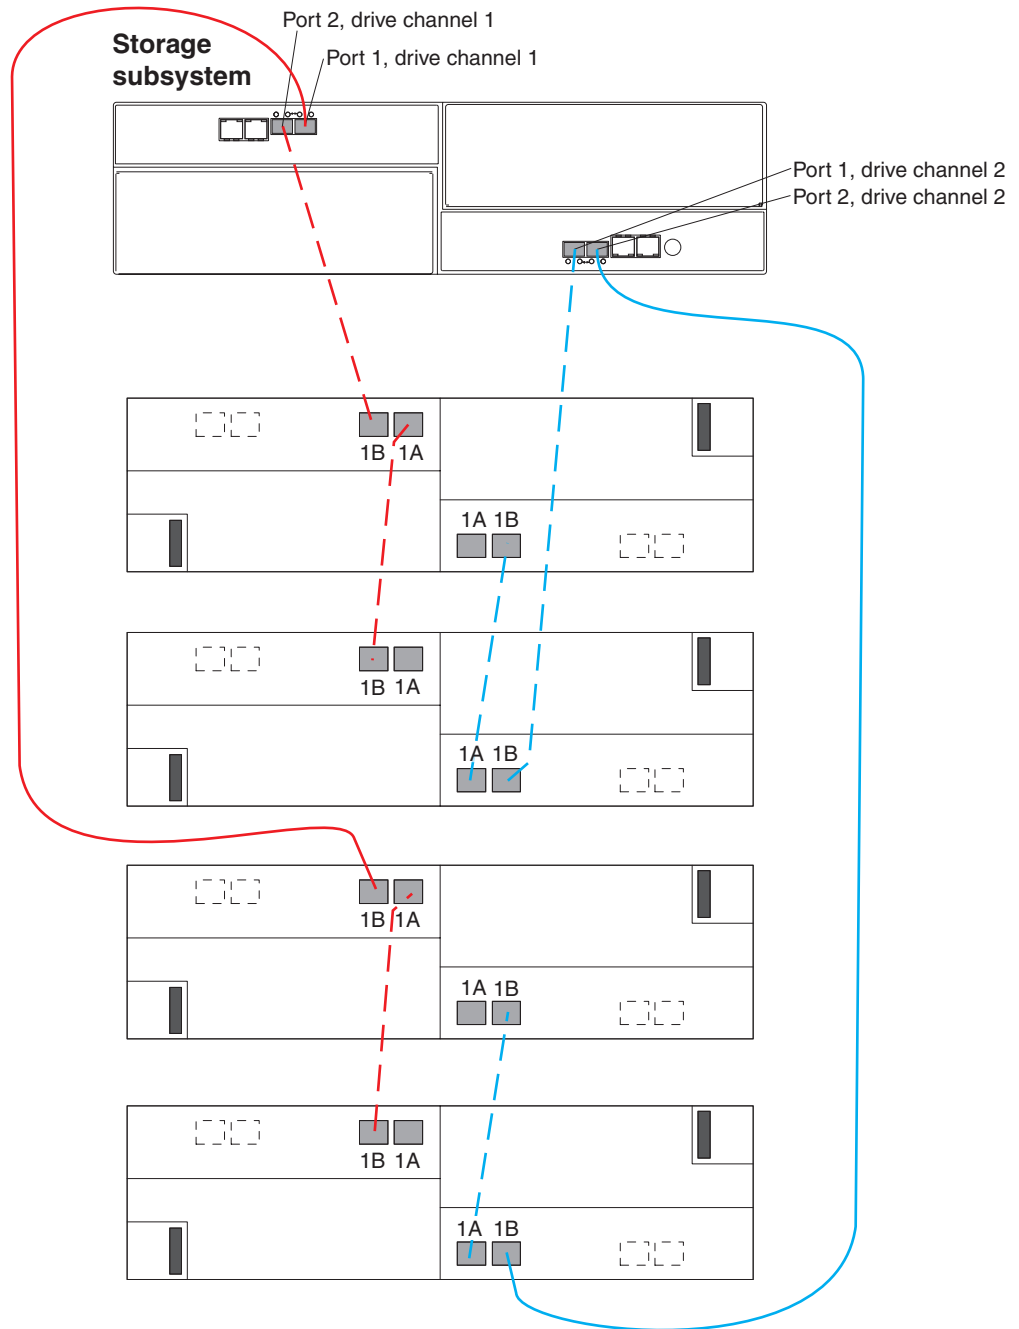 Port 2, drive channel 1
Storage
subsystem
Port 1, drive channel 1
Port 1, drive channel 2
Port 2, drive channel 2
1B 1A
1A 1B
1B 1A
1A 1B
1B 1A
1A 1B
1B 1A
1A 1B